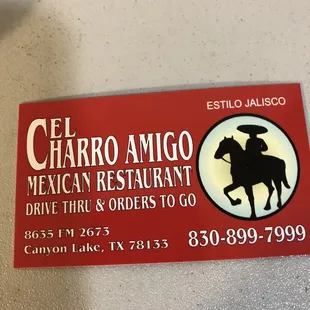 ESTILO JALISCO
EL
CHARRO AMIGO
MEXICAN RESTAURANT
DRIVE THRU & ORDERS TO GO
8635 FM 2673
Canyon Lake, TX 78133
830-899-7999